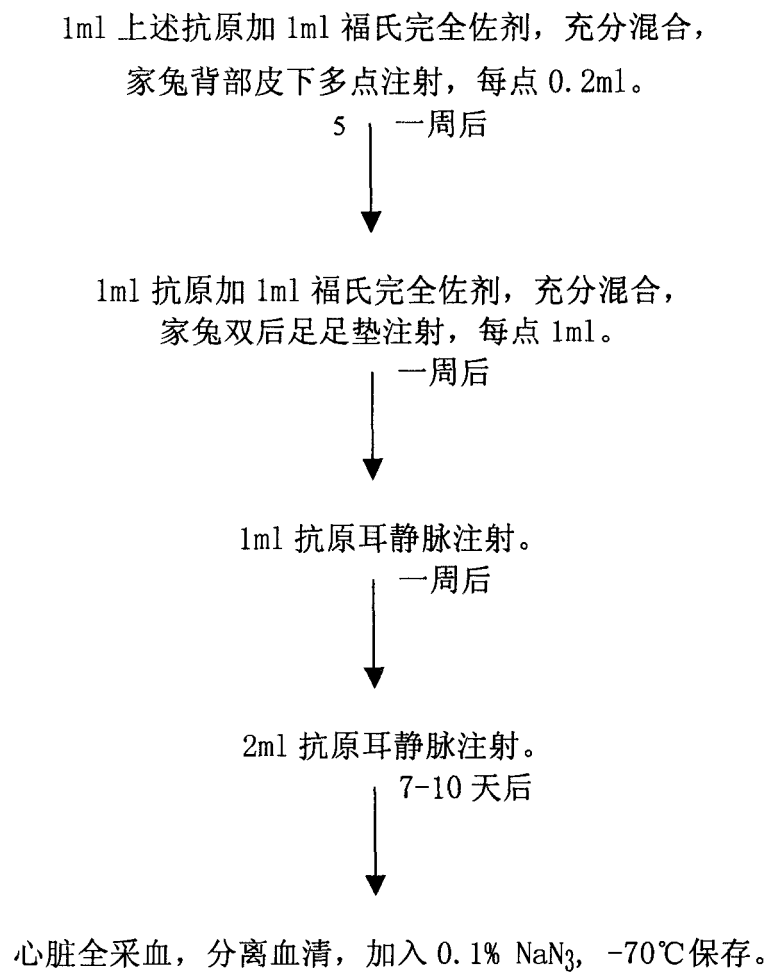 1ml 上述抗原加 1ml 福氏完全佐剂，充分混合，
家兔背部皮下多点注射，每点 0.2ml。
5 一周后
1ml 抗原加 1ml 福氏完全佐剂，充分混合，
家兔双后足足垫注射，每点 1ml。
一周后
1ml 抗原耳静脉注射。
一周后
2ml 抗原耳静脉注射。
7-10 天后
心脏全采血，分离血清，加入 0.1% NaN₃, -70℃保存。